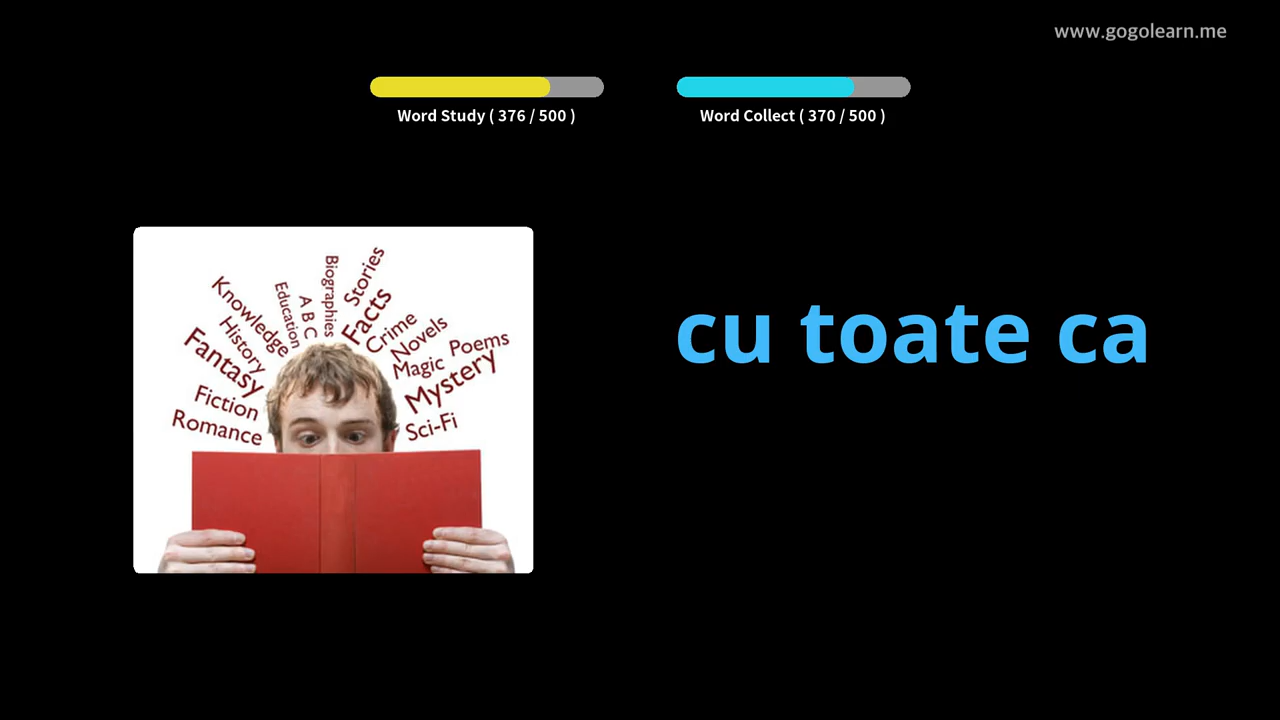 www.gogolearn.me
Word Study ( 376 / 500 )
Word Collect ( 370 / 500 )
cu toate ca
Stories
Biographies
Facts
A B C
Education
Knowledge
Crime
Novels
History
Poems
Magic
Fantasy
Mystery
Fiction
Romance
Sci-Fi